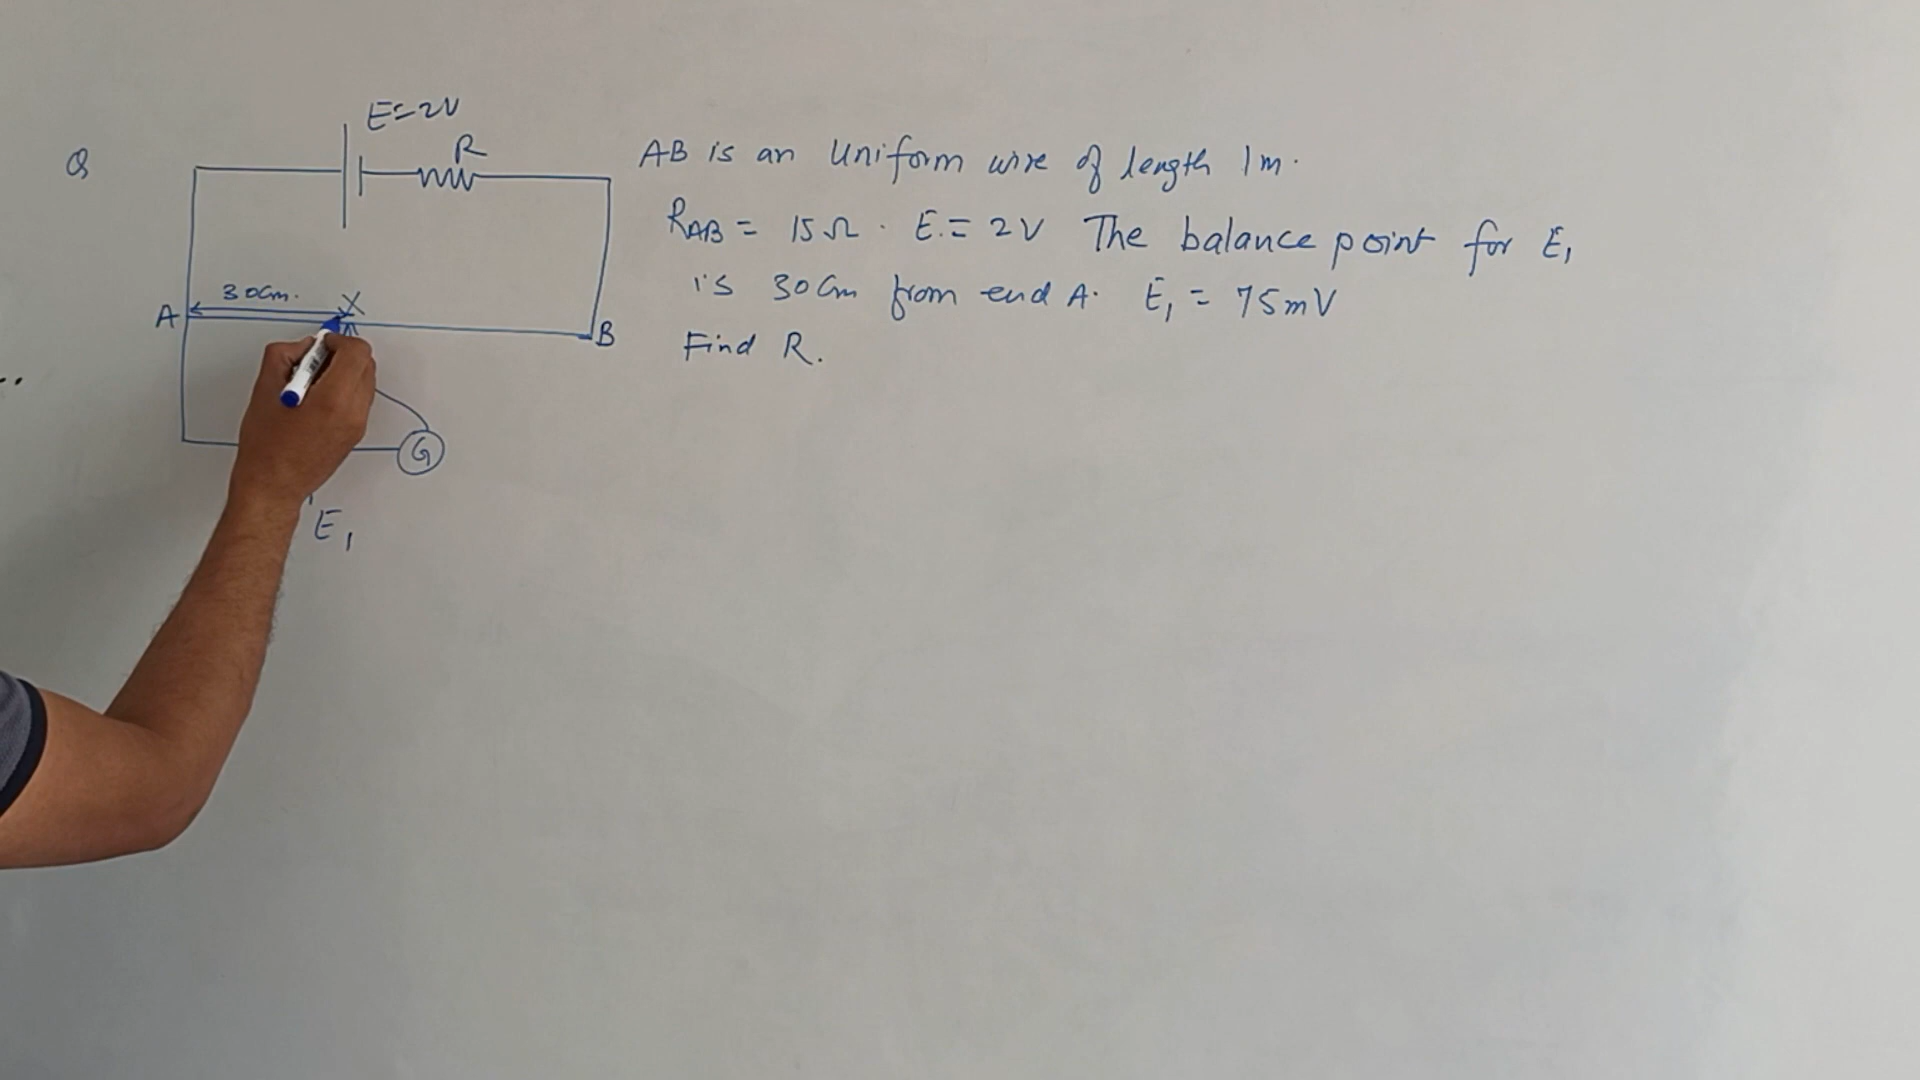 E=2V
R
Q
30cm.
X
A
B
G
E1
AB is an uniform wire of length 1m.
RAB = 15Ω. E = 2V The balance point for E1
is 30cm from end A. E1 = 75mV
Find R.